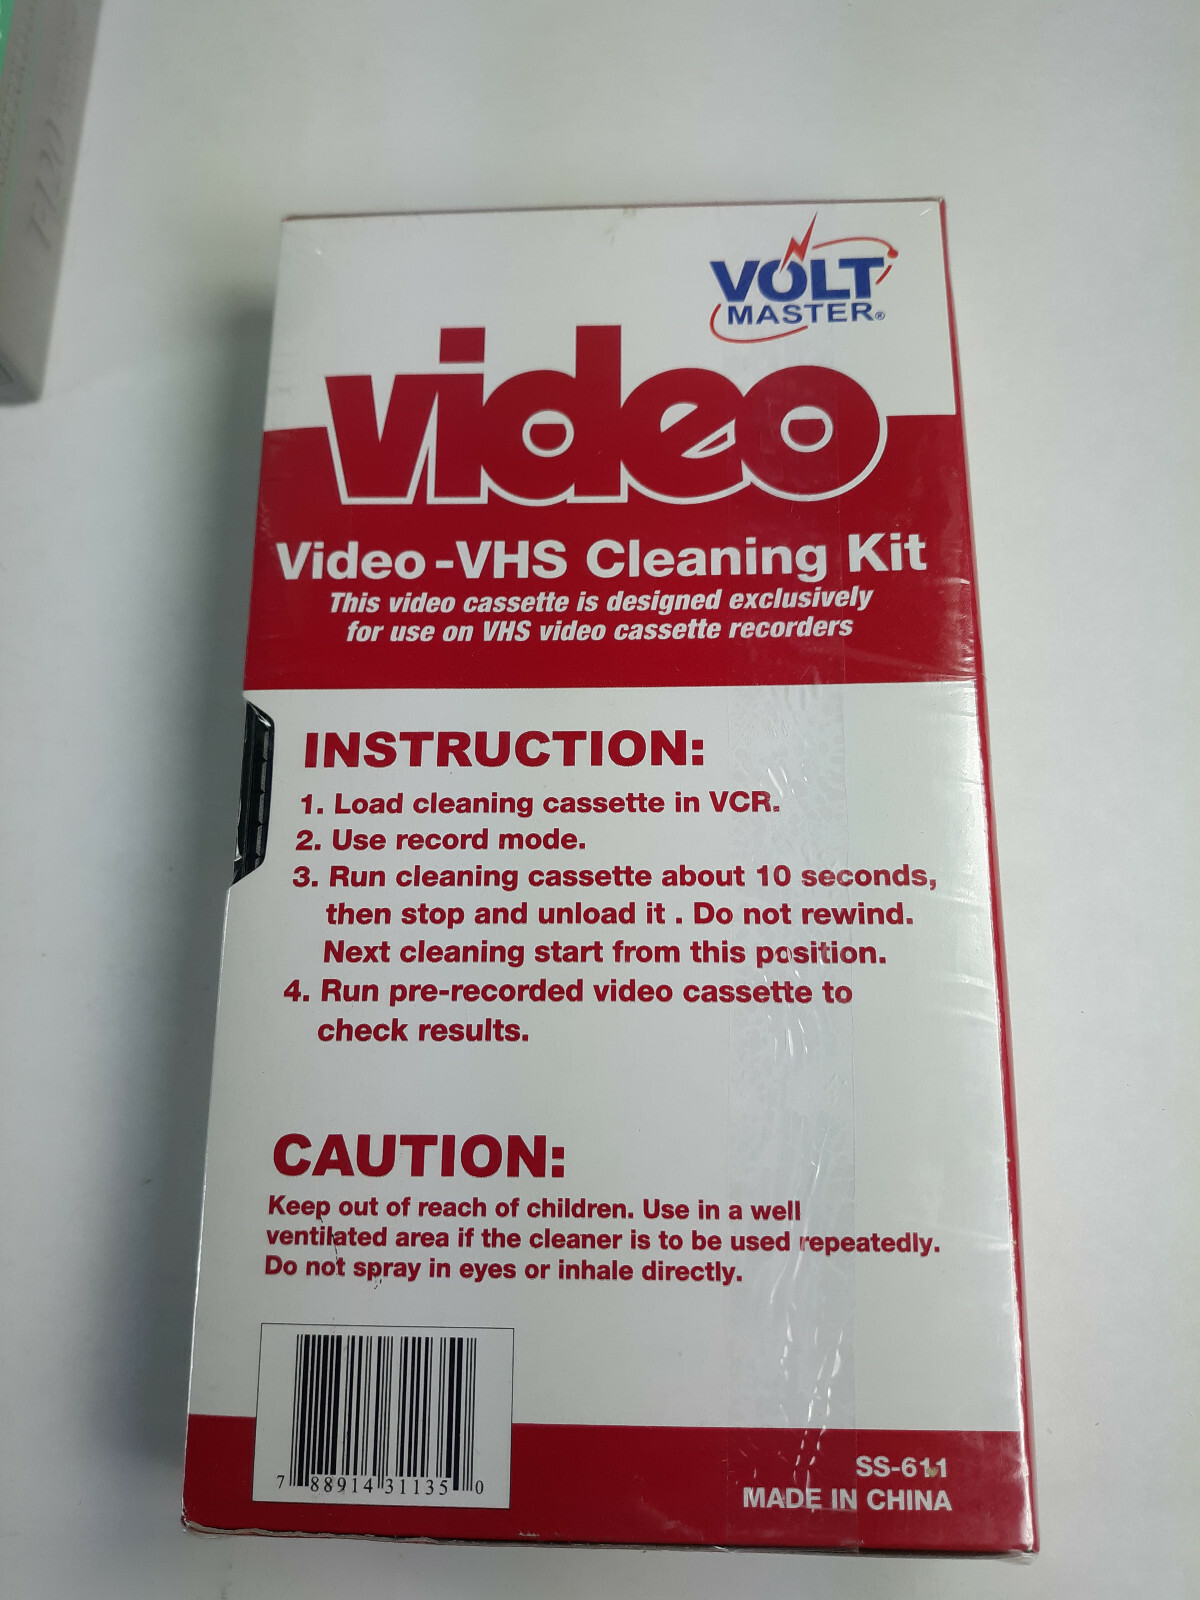 T-120
VOLT
MASTER®
video
Video-VHS Cleaning Kit
This video cassette is designed exclusively
for use on VHS video cassette recorders
INSTRUCTION:
1. Load cleaning cassette in VCR.
2. Use record mode.
3. Run cleaning cassette about 10 seconds,
then stop and unload it . Do not rewind.
Next cleaning start from this position.
4. Run pre-recorded video cassette to
check results.
CAUTION:
Keep out of reach of children. Use in a well
ventilated area if the cleaner is to be used repeatedly.
Do not spray in eyes or inhale directly.
7 88914 31135 0
SS-611
MADE IN CHINA